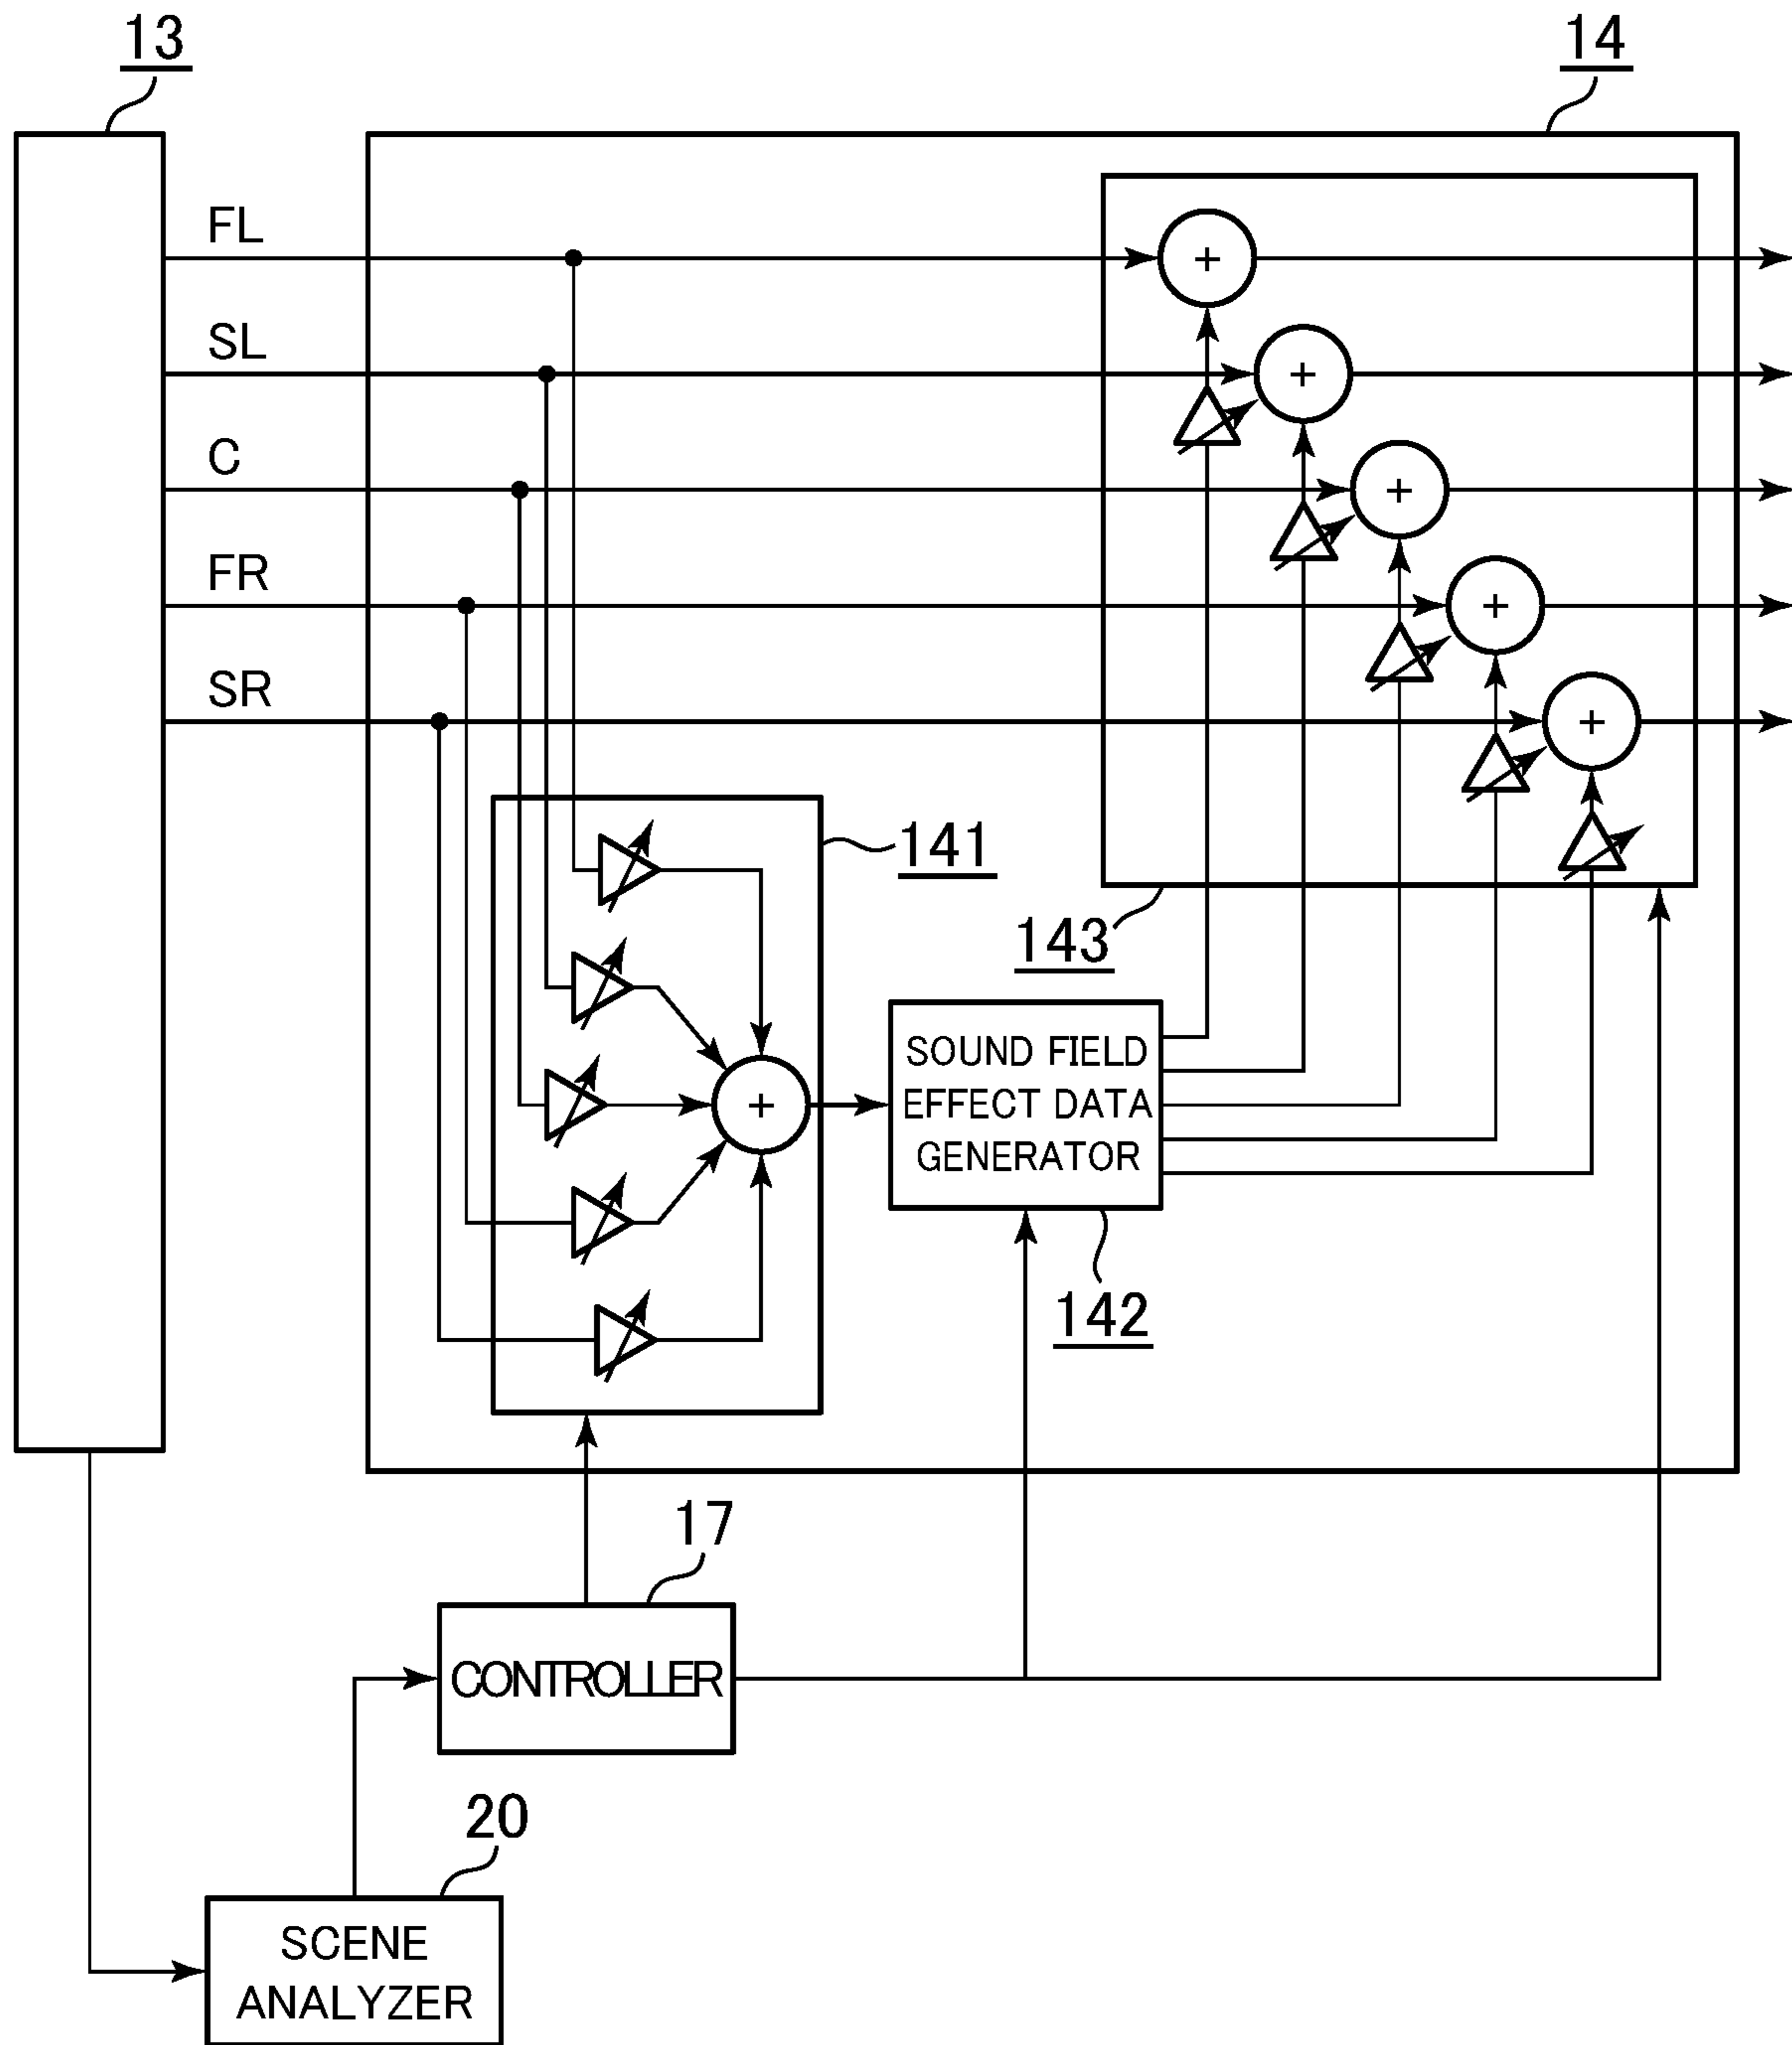 13
14
FL
SL
C
FR
SR
+
+
+
+
+
141
143
+
SOUND FIELD
EFFECT DATA
GENERATOR
142
17
CONTROLLER
20
SCENE
ANALYZER